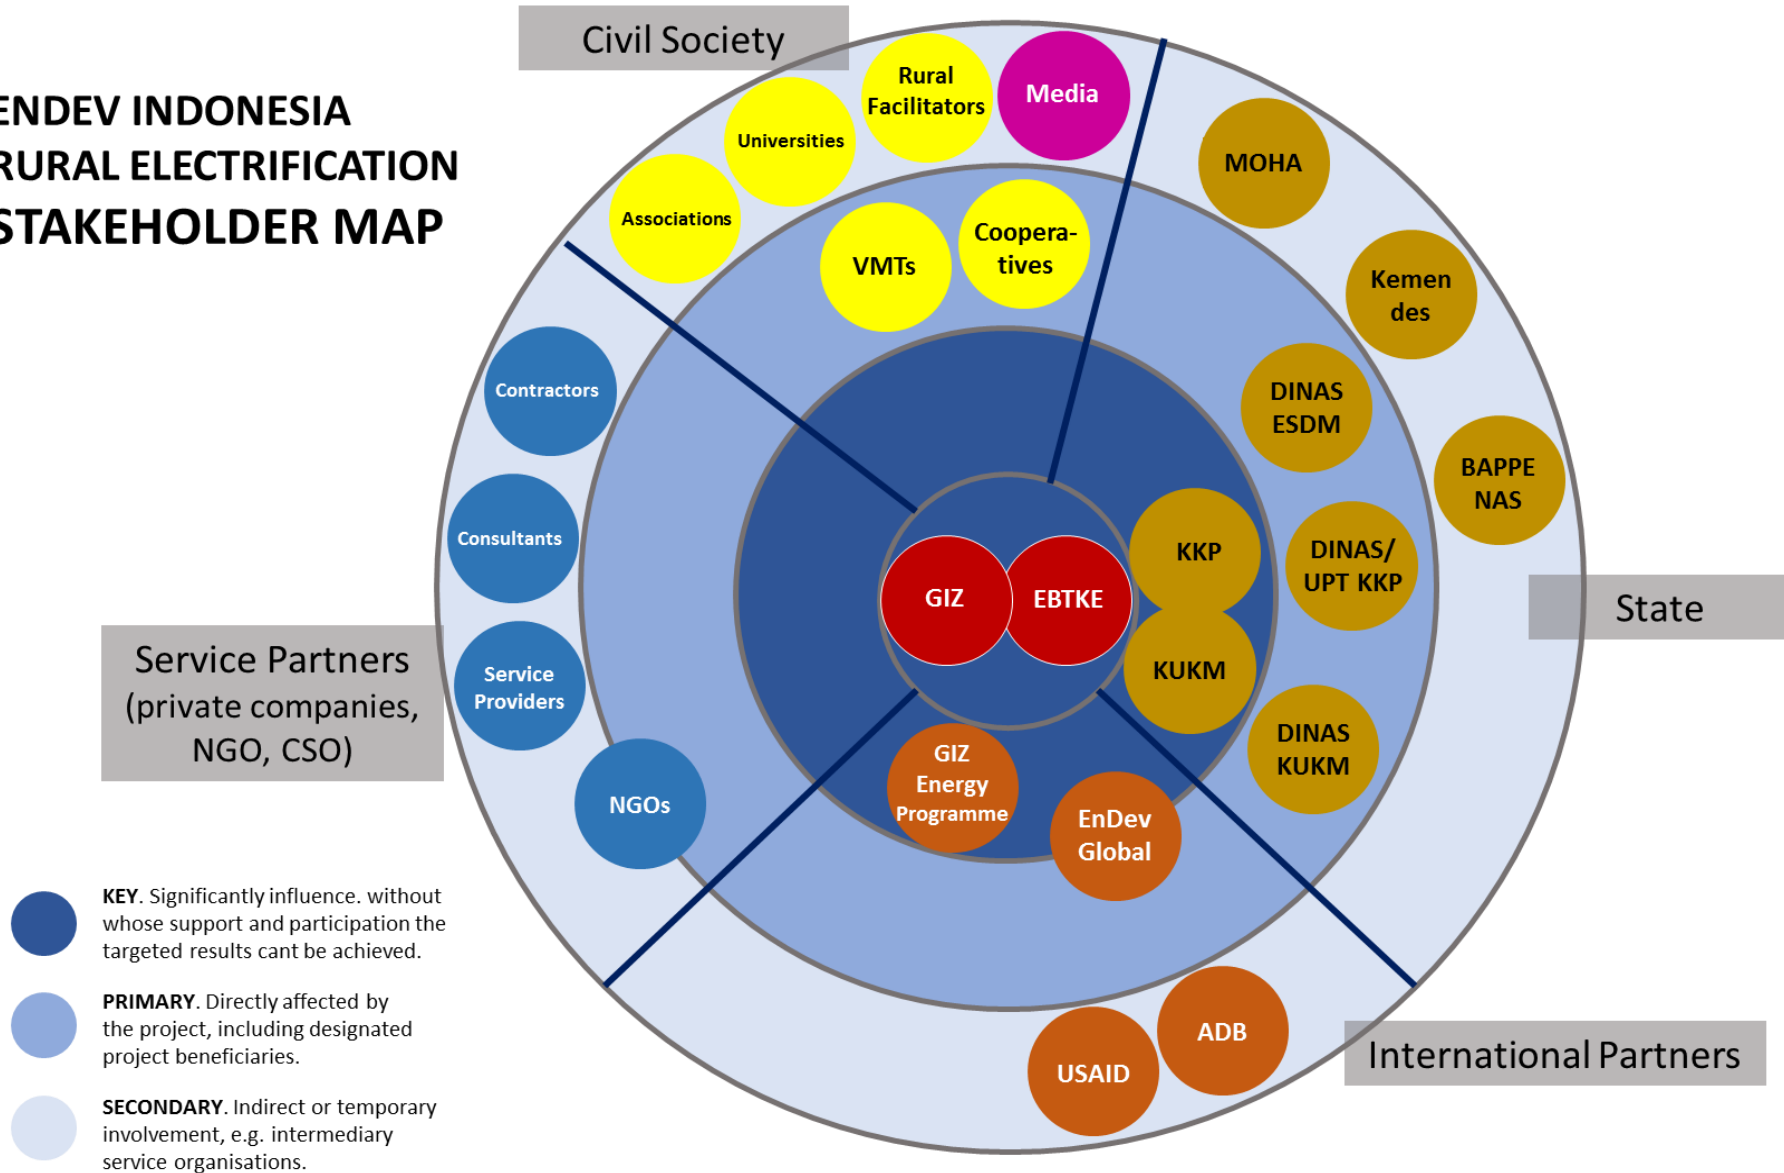 ENDEV INDONESIA
RURAL ELECTRIFICATION
STAKEHOLDER MAP
Civil Society
Rural
Facilitators
Media
Universities
Associations
VMTs
Coopera-
tives
MOHA
Kemen
des
DINAS
ESDM
BAPPE
NAS
Contractors
Consultants
Service
Providers
NGOs
GIZ
EBTKE
KKP
KUKM
DINAS/
UPT KKP
DINAS
KUKM
State
Service Partners
(private companies,
NGO, CSO)
GIZ
Energy
Programme
EnDev
Global
USAID
ADB
International Partners
KEY. Significantly influence. without
whose support and participation the
targeted results cant be achieved.
PRIMARY. Directly affected by
the project, including designated
project beneficiaries.
SECONDARY. Indirect or temporary
involvement, e.g. intermediary
service organisations.